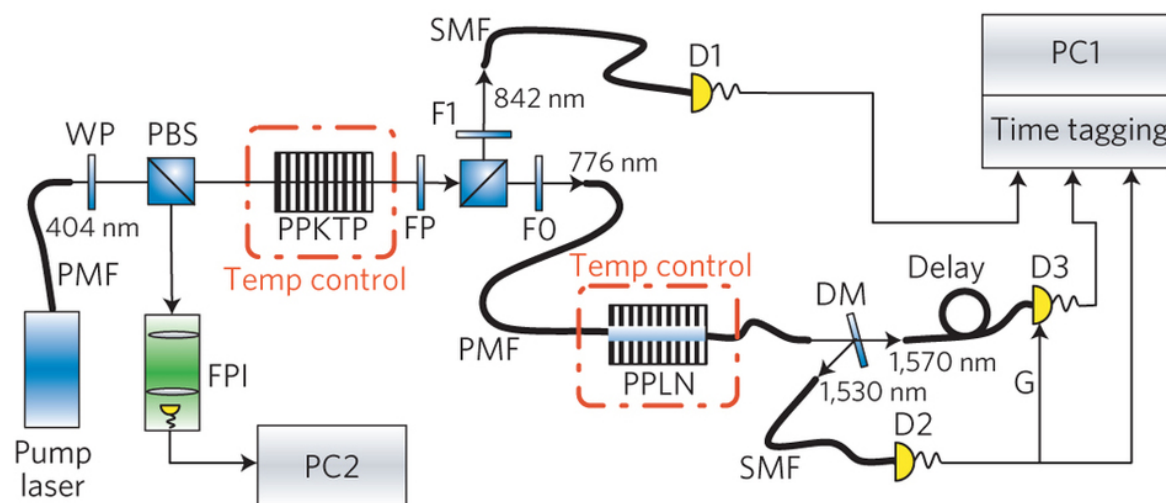 SMF
D1
PC1
842 nm
F1
Time tagging
WP
PBS
776 nm
404 nm
PPKTP
FP
F0
PMF
Temp control
Temp control
Delay
D3
DM
FPI
PMF
PPLN
1,570 nm
1,530 nm
G
D2
Pump
laser
PC2
SMF